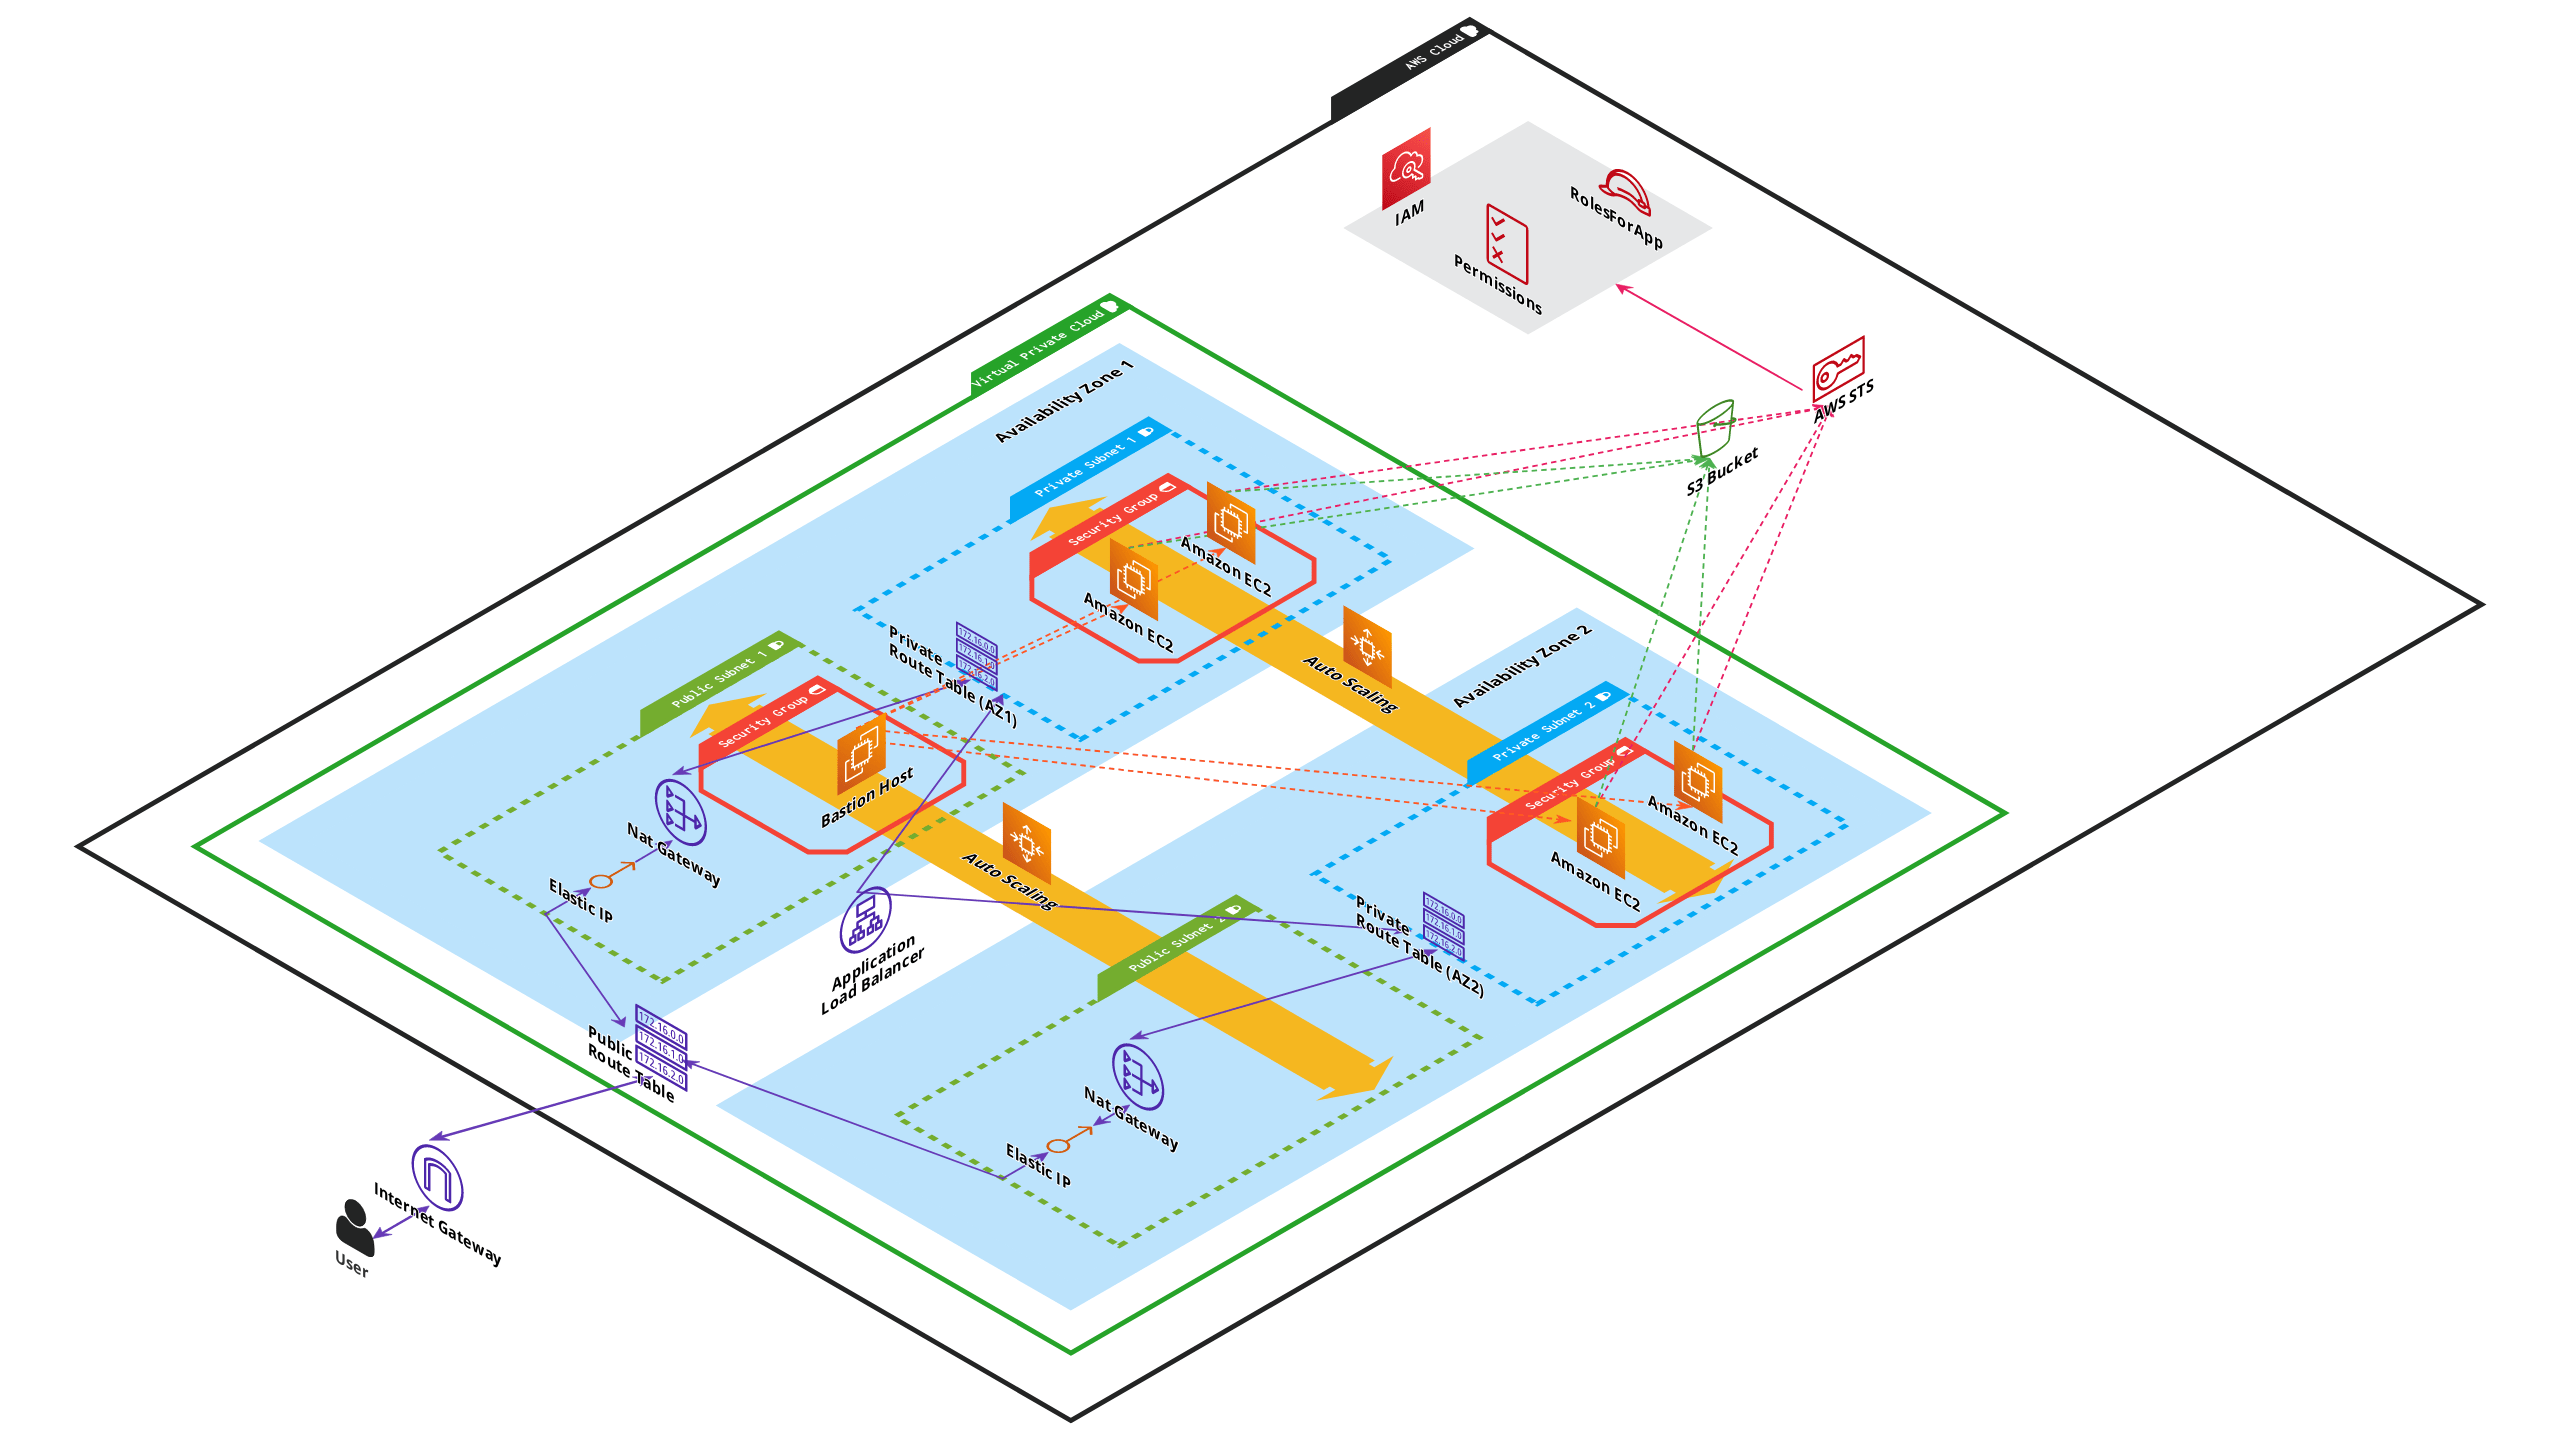 AWS Cloud
IAM
RolesForApp
Permissions
Virtual Private Cloud
Availability Zone 1
AWS STS
S3 Bucket
Private Subnet 1
Security Group
Amazon EC2
Amazon EC2
Private
Route Table (AZ1)
172.16.0.0
172.16.1.0
172.16.2.0
Auto Scaling
Availability Zone 2
Public Subnet 1
Security Group
Bastion Host
Private Subnet 2
Security Group
Amazon EC2
Amazon EC2
Nat Gateway
Elastic IP
Auto Scaling
Application
Load Balancer
Private
Route Table (AZ2)
172.16.0.0
172.16.1.0
172.16.2.0
Public Subnet 2
Public
Route Table
172.16.0.0
172.16.1.0
172.16.2.0
Nat Gateway
Elastic IP
Internet Gateway
User